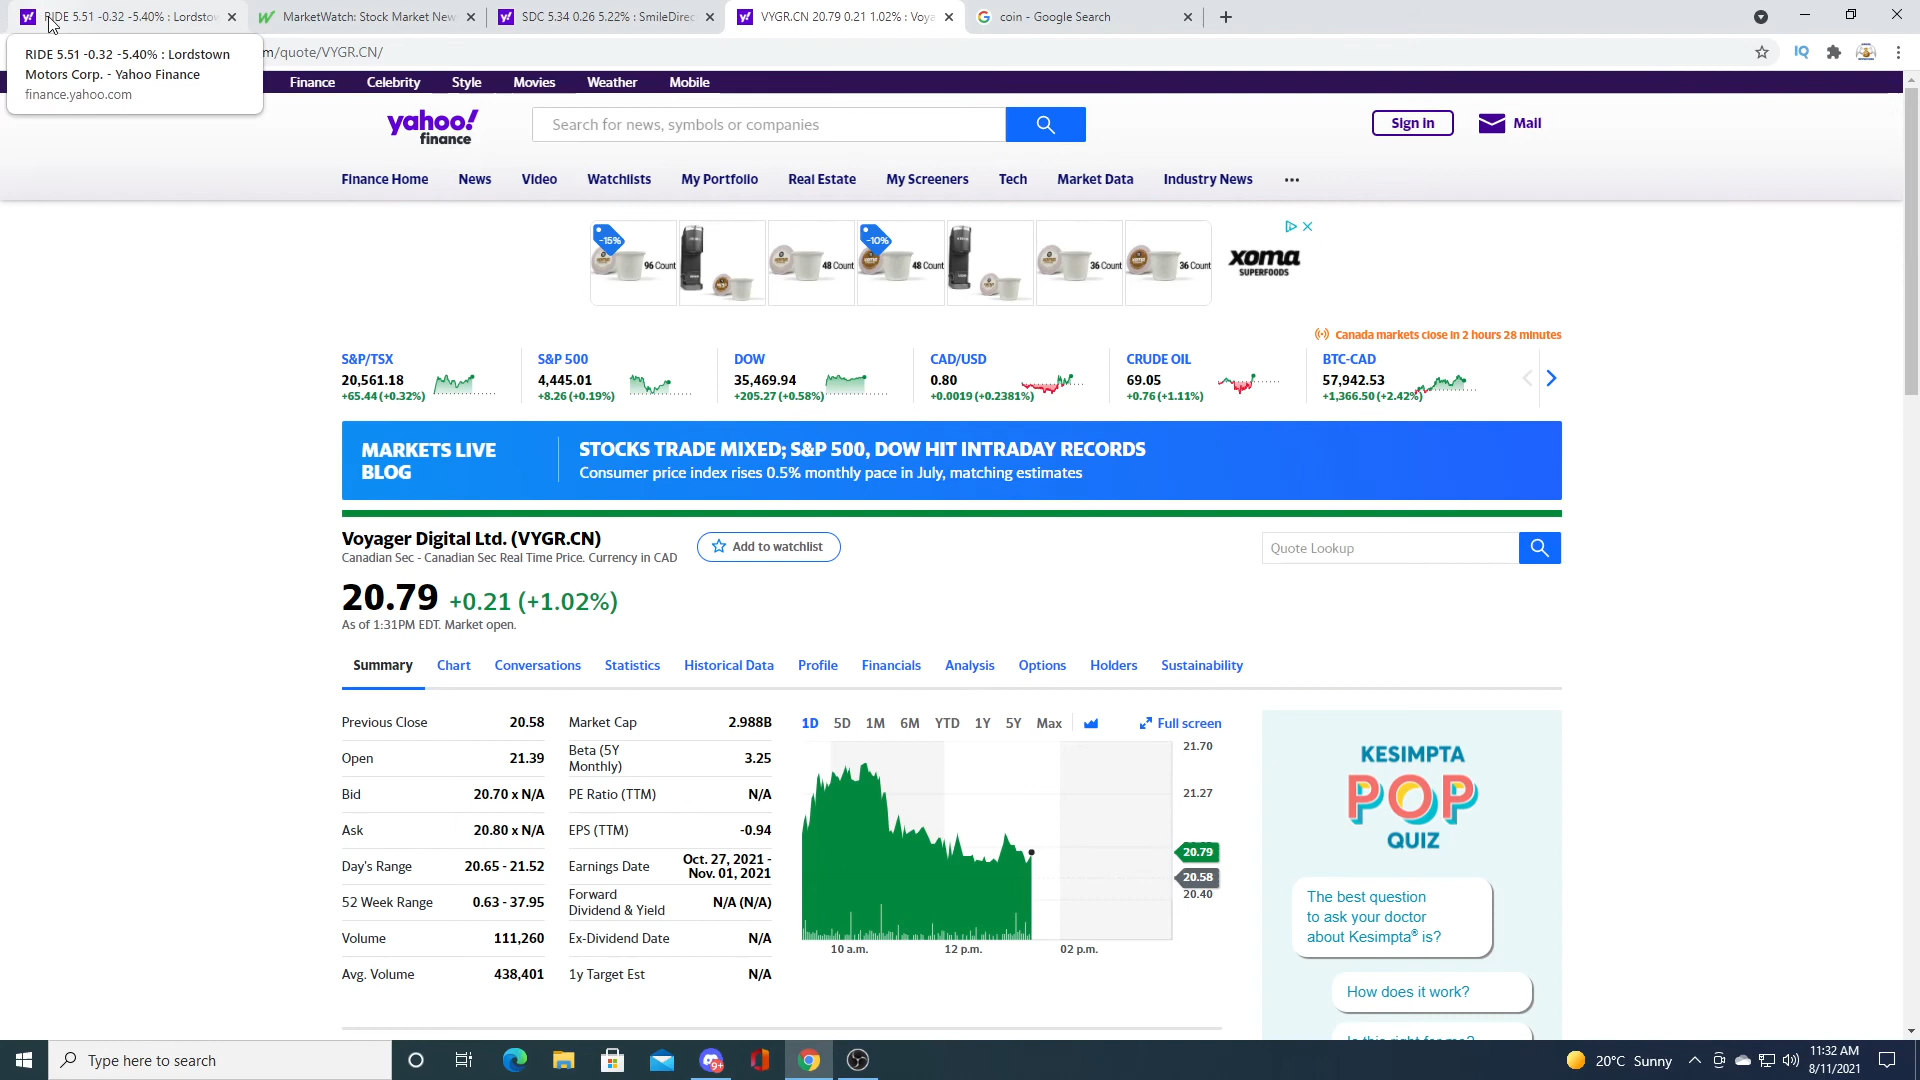 RIDE 5.51 -0.32 -5.40% : Lordstow
MarketWatch: Stock Market New
SDC 5.34 0.26 5.22% : SmileDirec
VYGR.CN 20.79 0.21 1.02% : Voya
coin - Google Search
RIDE 5.51 -0.32 -5.40% : Lordstown
Motors Corp. - Yahoo Finance
finance.yahoo.com
m/quote/VYGR.CN/
IQ
Finance
Celebrity
Style
Movies
Weather
Mobile
yahoo!
finance
Search for news, symbols or companies
Sign in
Mail
Finance Home
News
Video
Watchlists
My Portfolio
Real Estate
My Screeners
Tech
Market Data
Industry News
-15%
96 Count
48 Count
-10%
48 Count
36 Count
36 Count
xoma
SUPERFOODS
Canada markets close in 2 hours 28 minutes
S&P/TSX
20,561.18
+65.44 (+0.32%)
S&P 500
4,445.01
+8.26 (+0.19%)
DOW
35,469.94
+205.27 (+0.58%)
CAD/USD
0.80
+0.0019 (+0.2381%)
CRUDE OIL
69.05
+0.76 (+1.11%)
BTC-CAD
57,942.53
+1,366.50 (+2.42%)
MARKETS LIVE
BLOG
STOCKS TRADE MIXED; S&P 500, DOW HIT INTRADAY RECORDS
Consumer price index rises 0.5% monthly pace in July, matching estimates
Voyager Digital Ltd. (VYGR.CN)
Canadian Sec - Canadian Sec Real Time Price. Currency in CAD
Add to watchlist
Quote Lookup
20.79 +0.21 (+1.02%)
As of 1:31PM EDT. Market open.
Summary
Chart
Conversations
Statistics
Historical Data
Profile
Financials
Analysis
Options
Holders
Sustainability
Previous Close 20.58
Open 21.39
Bid 20.70 x N/A
Ask 20.80 x N/A
Day's Range 20.65 - 21.52
52 Week Range 0.63 - 37.95
Volume 111,260
Avg. Volume 438,401
Market Cap 2.988B
Beta (5Y
Monthly) 3.25
PE Ratio (TTM) N/A
EPS (TTM) -0.94
Earnings Date Oct. 27, 2021 -
Nov. 01, 2021
Forward
Dividend & Yield N/A (N/A)
Ex-Dividend Date N/A
1y Target Est N/A
1D 5D 1M 6M YTD 1Y 5Y Max
Full screen
21.70
21.27
20.79
20.58
20.40
10 a.m.
12 p.m.
02 p.m.
KESIMPTA
POP
QUIZ
The best question
to ask your doctor
about Kesimpta® is?
How does it work?
Is this right for me?
Type here to search
9+
20°C Sunny
11:32 AM
8/11/2021